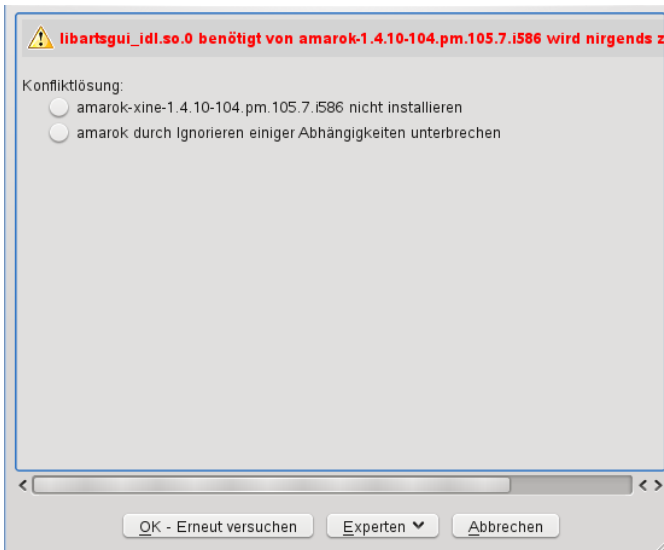 libartsgui_idl.so.0 benötigt von amarok-1.4.10-104.pm.105.7.i586 wird nirgends
Konfliktlösung:
amarok-xine-1.4.10-104.pm.105.7.i586 nicht installieren
amarok durch Ignorieren einiger Abhängigkeiten unterbrechen
OK - Erneut versuchen
Experten
Abbrechen